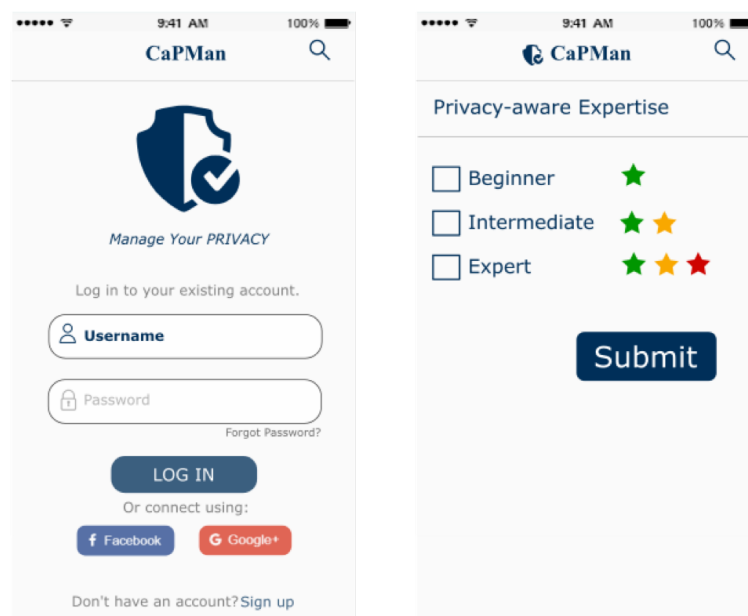 9:41 AM 100%
CaPMan
Manage Your PRIVACY
Log in to your existing account.
Username
Password
Forgot Password?
LOG IN
Or connect using:
f Facebook G Google+
Don't have an account? Sign up
9:41 AM 100%
CaPMan
Privacy-aware Expertise
Beginner
Intermediate
Expert
Submit